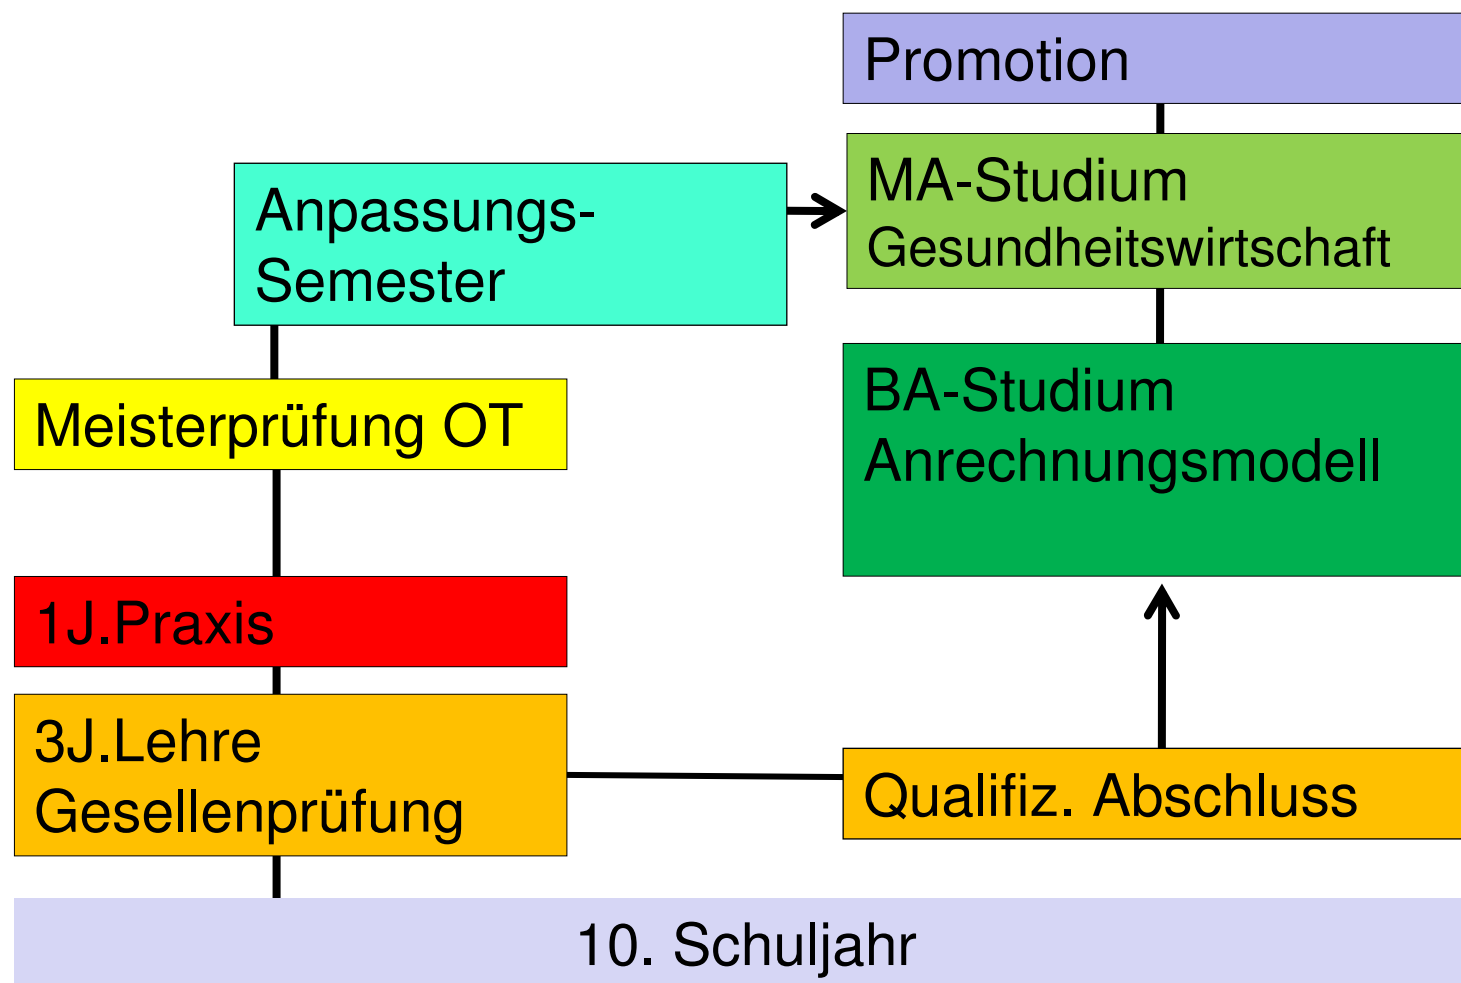 Promotion
MA-Studium
Gesundheitswirtschaft
Anpassungs-
Semester
BA-Studium
Anrechnungsmodell
Meisterprüfung OT
1J.Praxis
3J.Lehre
Gesellenprüfung
Qualifiz. Abschluss
10. Schuljahr